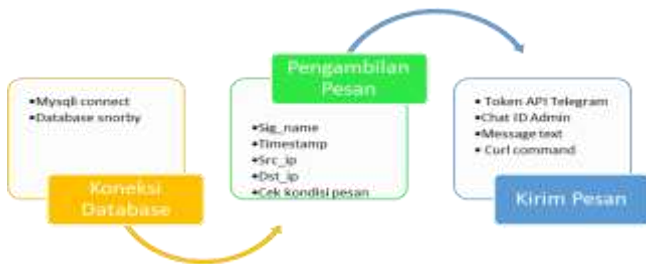 •Mysqli connect
•Database snorby
Koneksi
Database
Pengambilan
Pesan
•Sig_name
•Timestamp
•Src_ip
•Dst_ip
•Cek kondisi pesan
• Token API Telegram
•Chat ID Admin
•Message text
• Curl command
Kirim Pesan